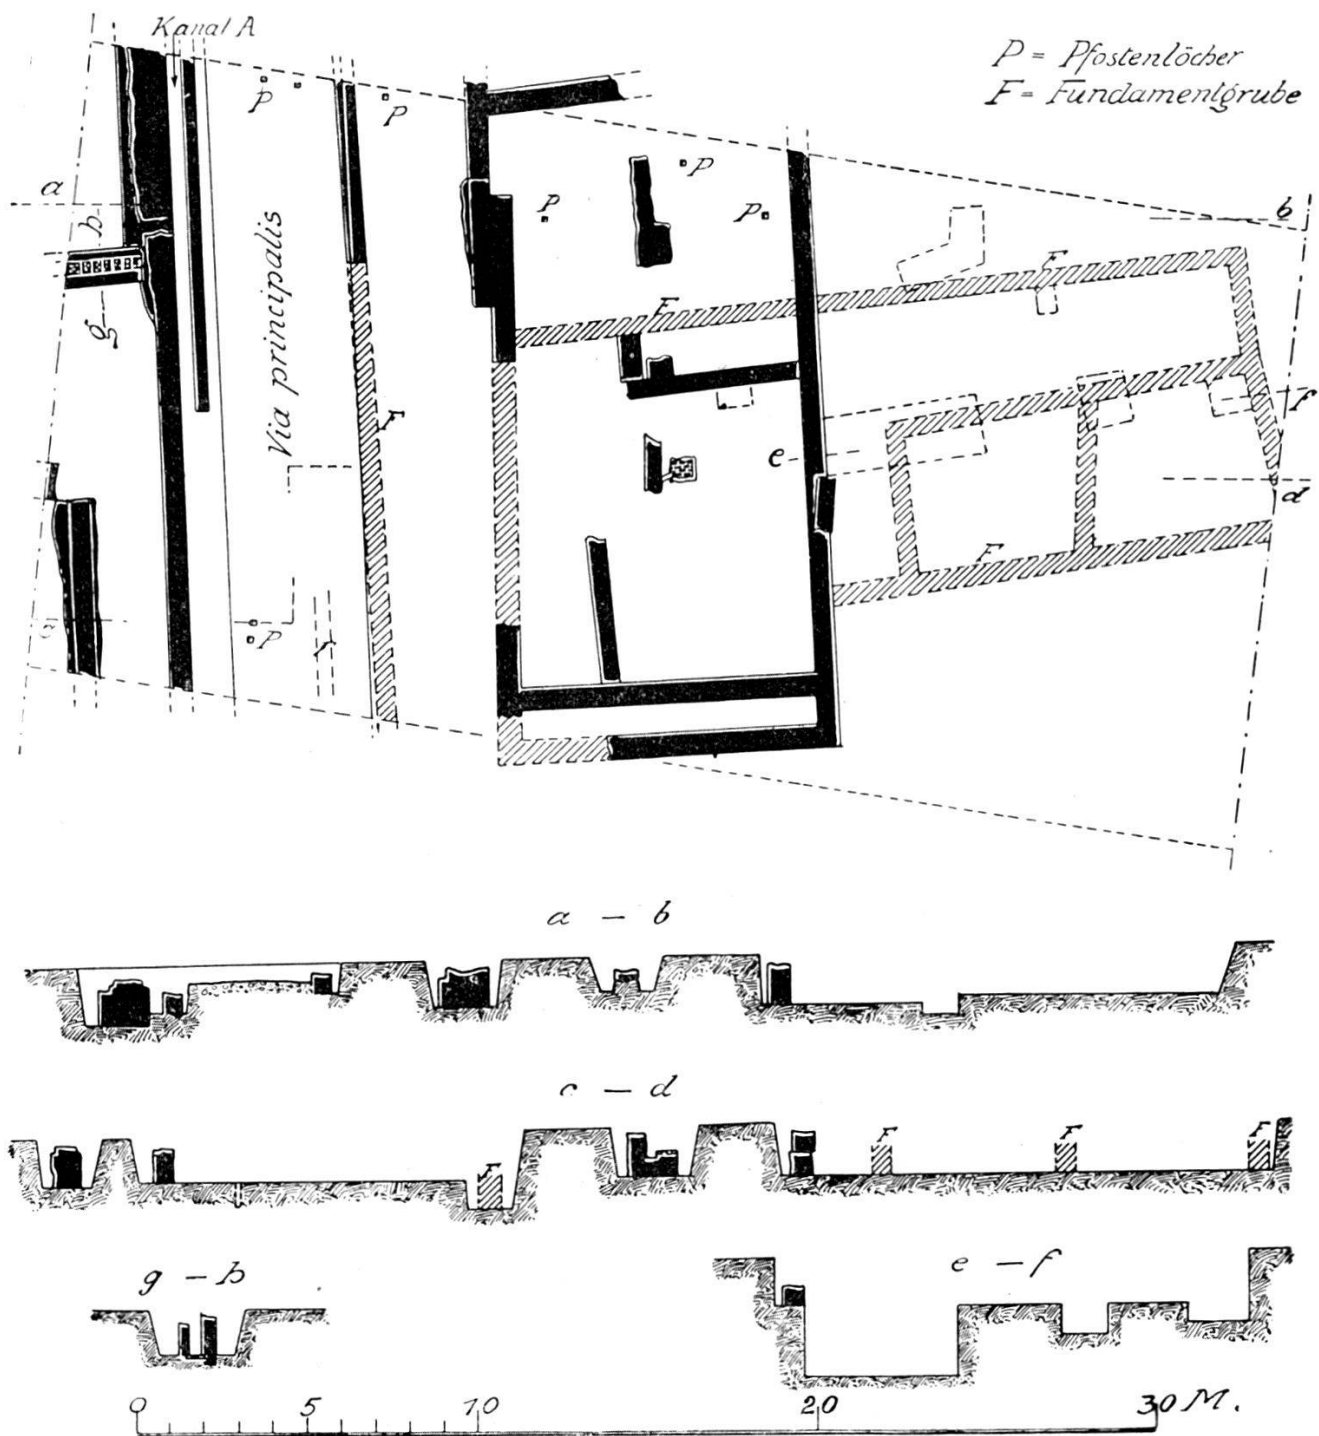 Kanal A
P = Pfostenlöcher
F = Fundamentgrube
P
P
P
P
P
a
b
h
g
Via principalis
F
F
F
F
e
f
d
c
P
a — b
c — d
F
F
F
F
g — h
e — f
0 5 10 20 30 M.